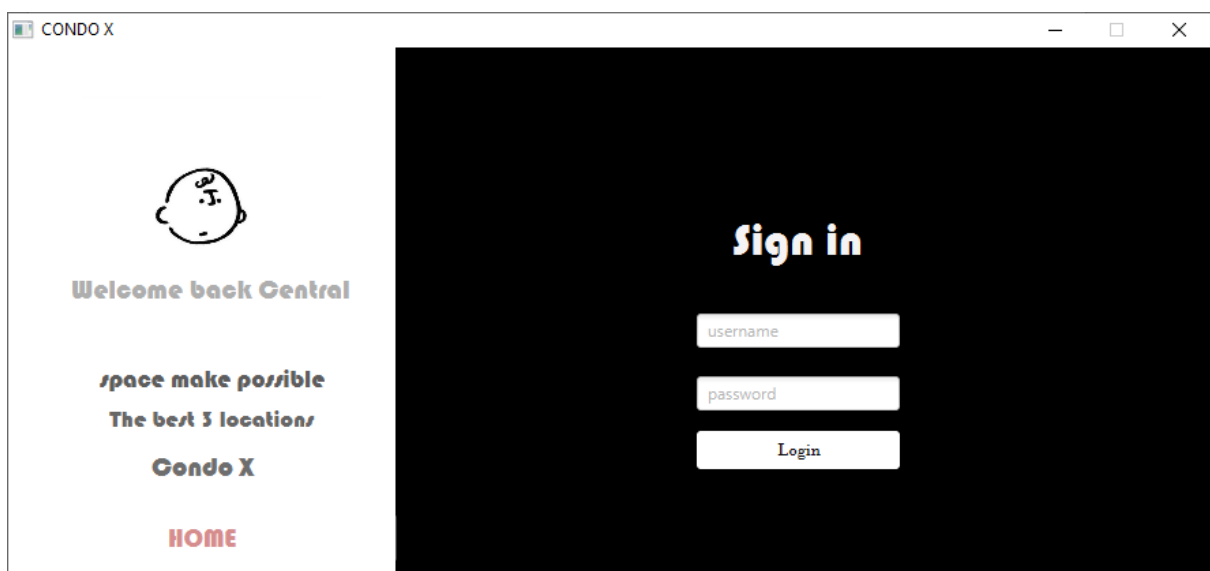 CONDO X
Welcome back Central
space make possible
The best 3 locations
Condo X
HOME
Sign in
username
password
Login